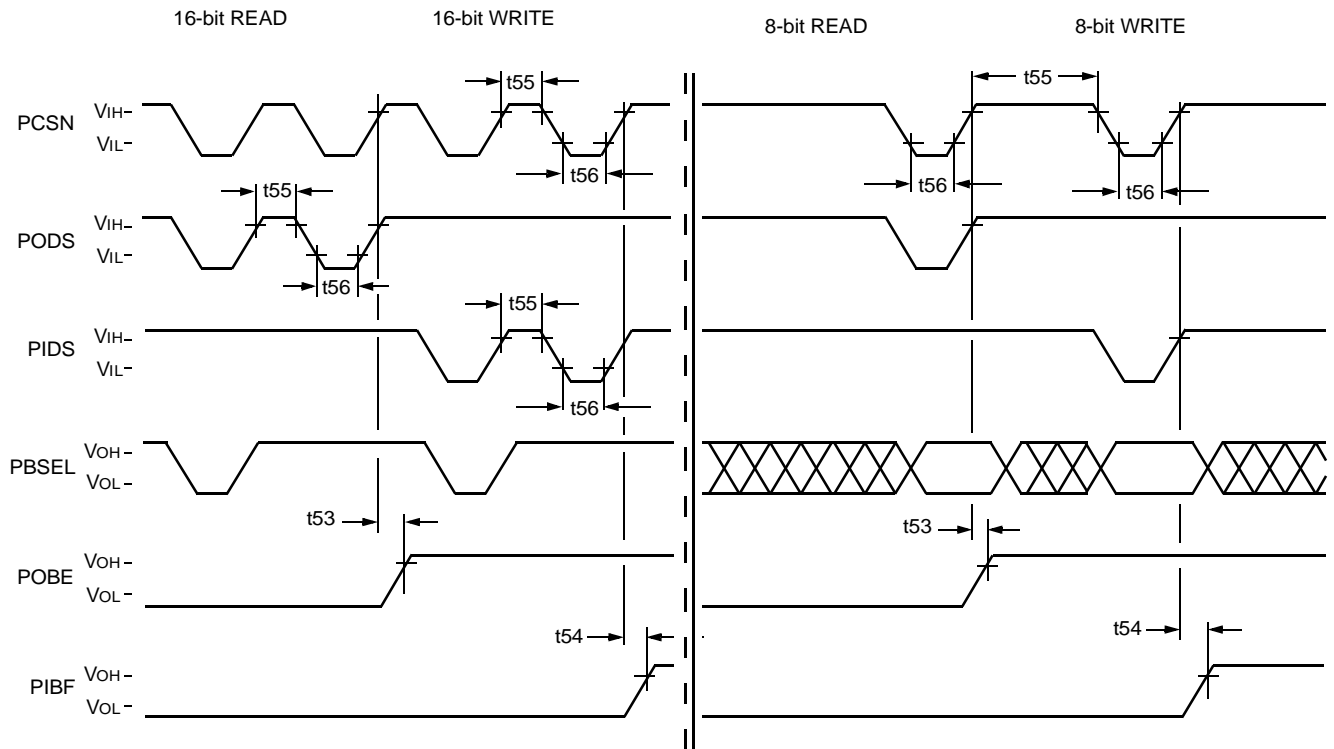 16-bit READ 16-bit WRITE 8-bit READ 8-bit WRITE
t55 t55
PCSN VIH– VIL–
t56 t56 t56
t55
PODS VIH– VIL–
t56
t55
PIDS VIH– VIL–
t56
PBSEL VOH– VOL–
t53 t53
POBE VOH– VOL–
t54 t54
PIBF VOH– VOL–